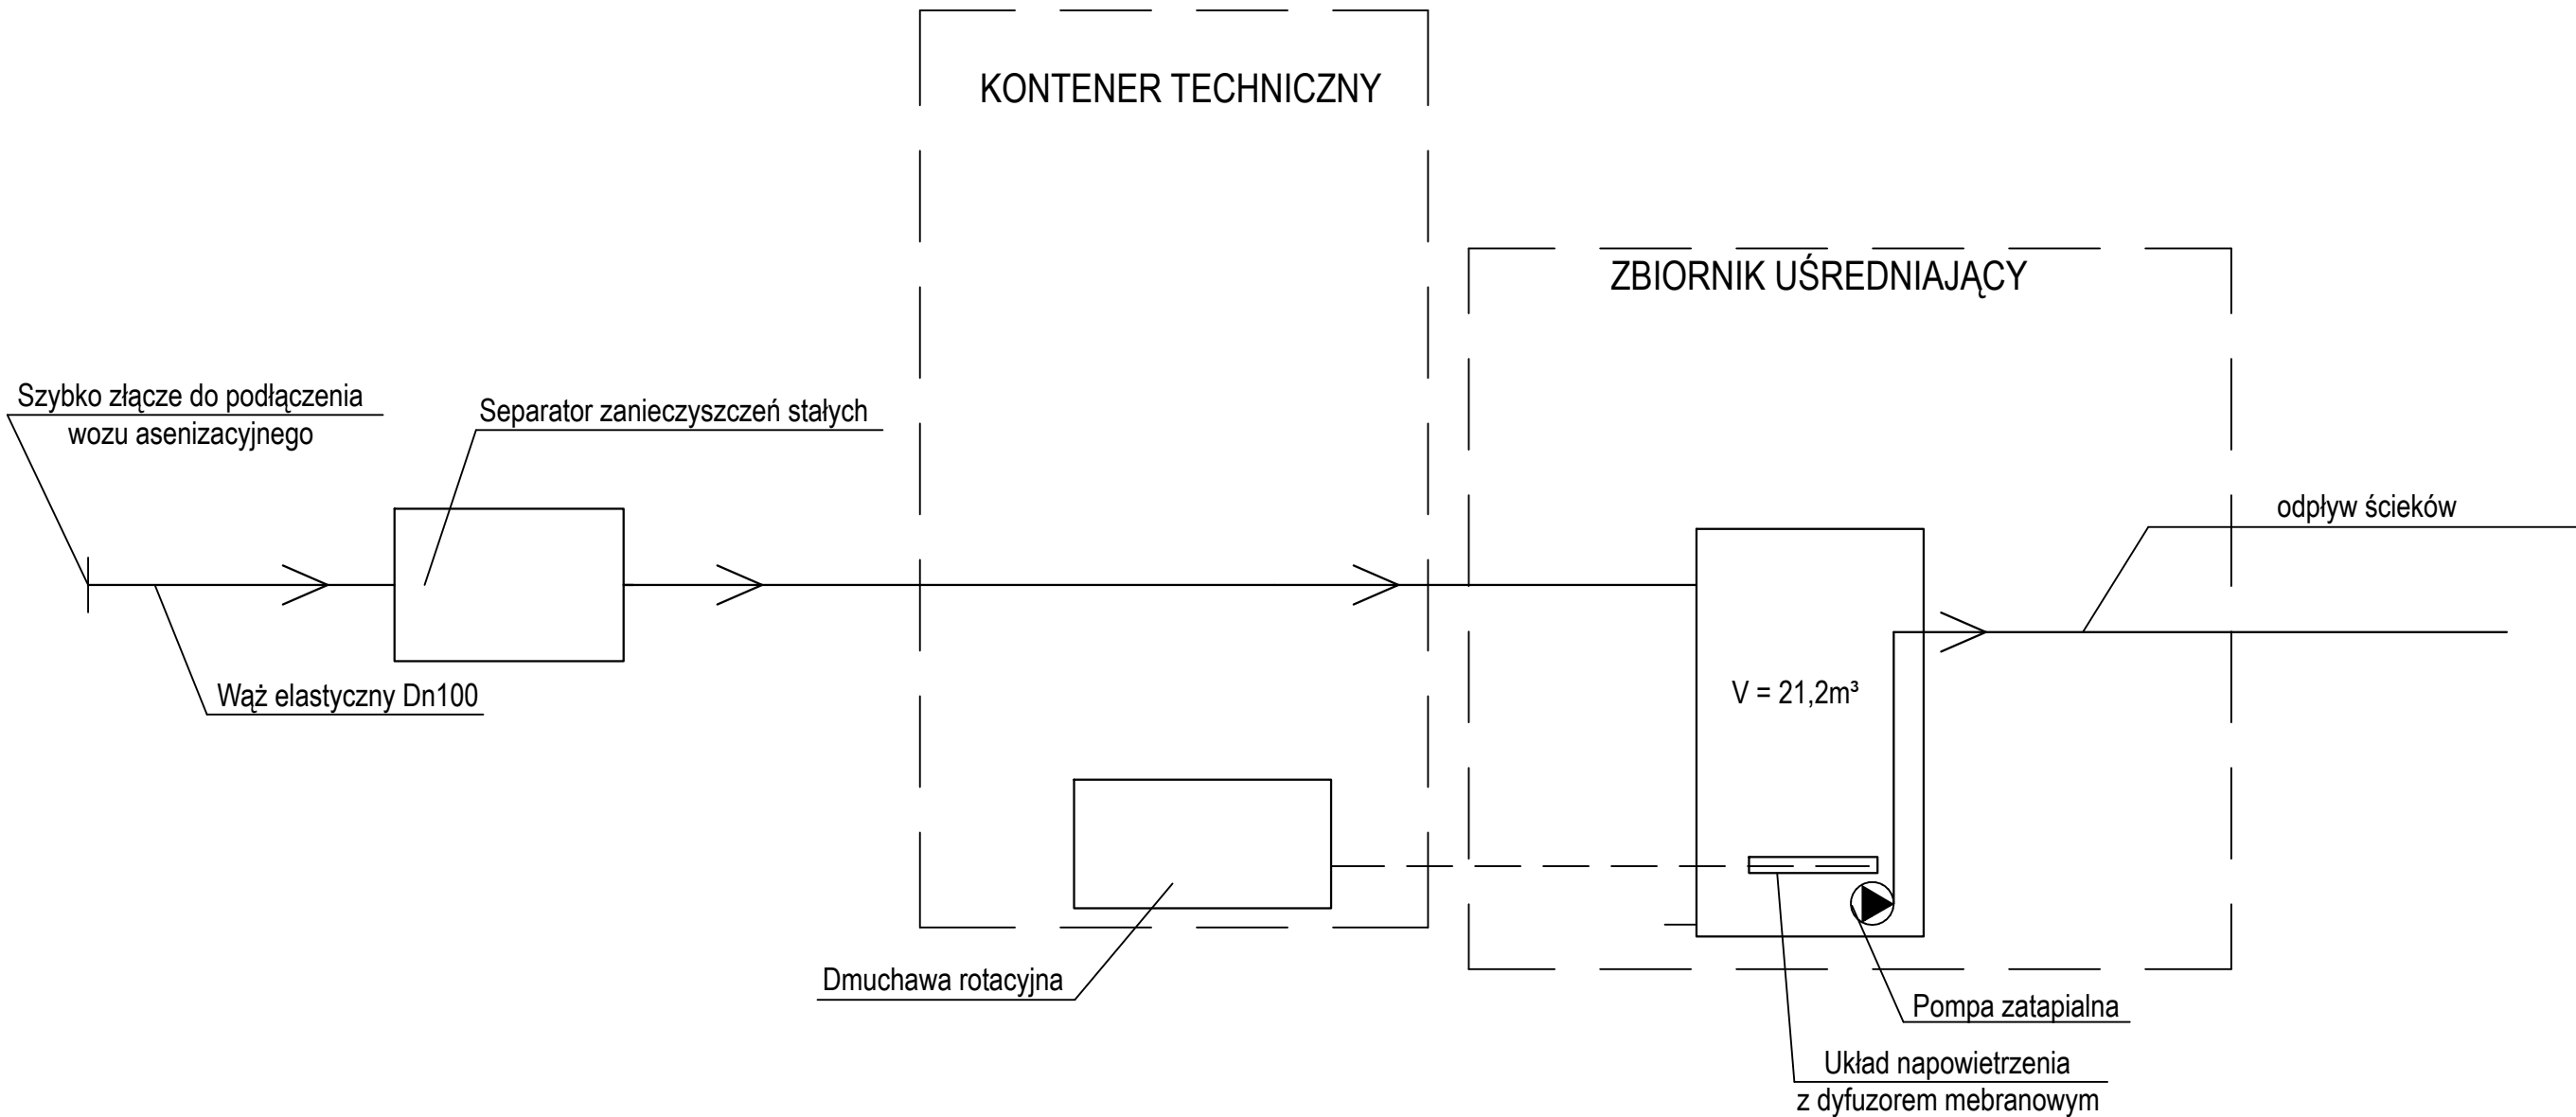 KONTENER TECHNICZNY
ZBIORNIK UŚREDNIAJĄCY
Szybko złącze do podłączenia
wozu asenizacyjnego
Separator zanieczyszczeń stałych
odpływ ścieków
Wąż elastyczny Dn100
V = 21,2m³
Dmuchawa rotacyjna
Pompa zatapialna
Układ napowietrzenia
z dyfuzorem mebranowym